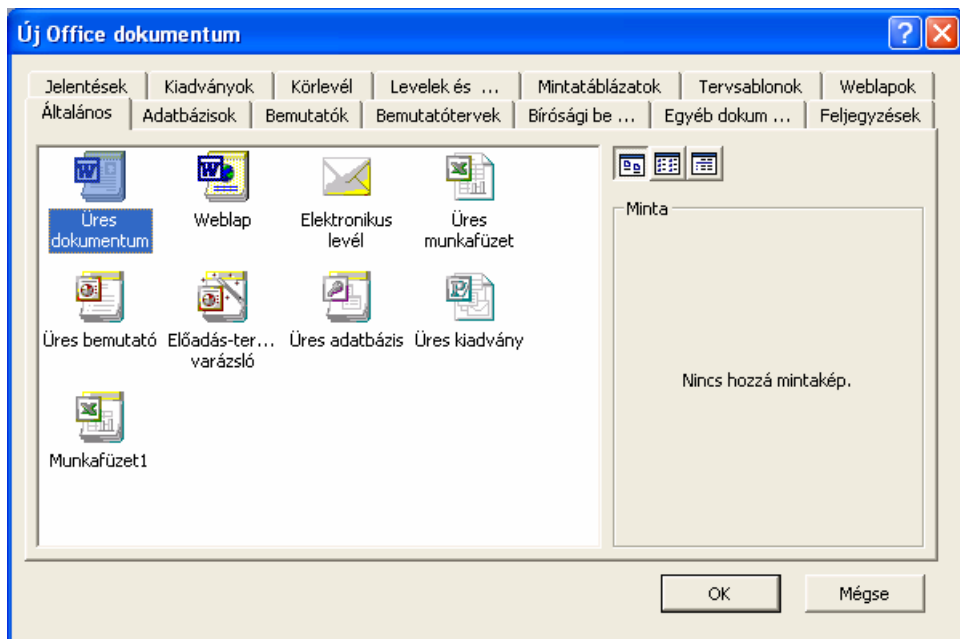 Új Office dokumentum
Jelentések Kiadványok Körlevél Levelek és ... Mintatáblázatok Tervsablonok Weblapok
Általános Adatbázisok Bemutatók Bemutatótervek Bírósági be ... Egyéb dokum ... Feljegyzések
Üres Weblap Elektronikus Üres
dokumentum levél munkafüzet
Üres bemutató Előadás-ter... Üres adatbázis Üres kiadvány
varázsló
Munkafüzet1
Minta
Nincs hozzá mintakép.
OK Mégse